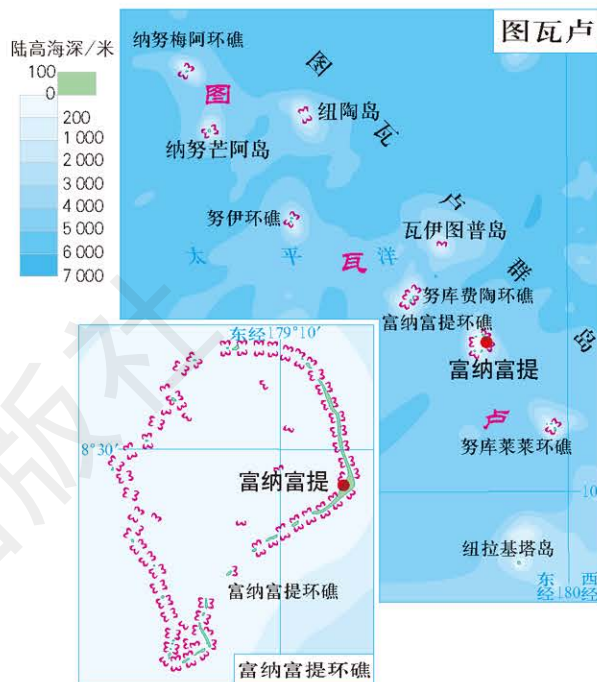 图瓦卢
陆高海深/米
100
0
200
1 000
2 000
3 000
4 000
5 000
6 000
7 000
纳努梅阿环礁
图瓦卢群岛
图瓦卢
纽陶岛
纳努芒阿岛
努伊环礁
瓦伊图普岛
太平洋
努库费陶环礁
富纳富提环礁
富纳富提
努库莱莱环礁
10
纽拉基塔岛
东 西
经180经
东经179°10′
8°30′
富纳富提
富纳富提环礁
富纳富提环礁